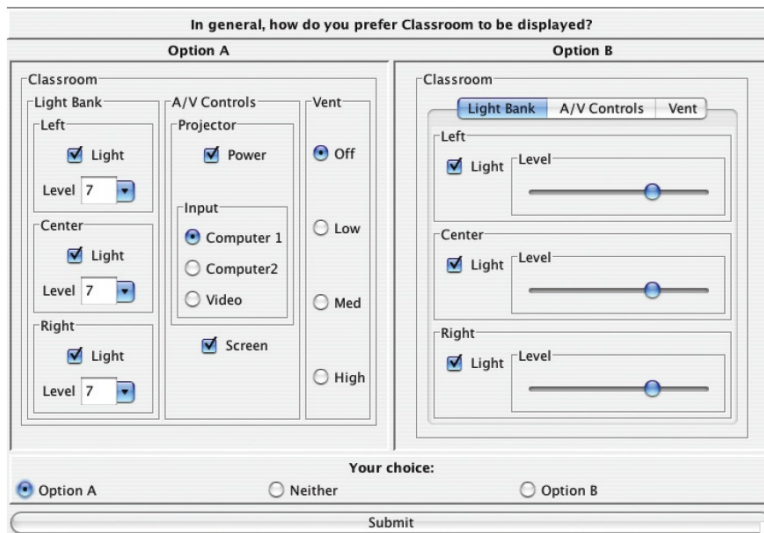 In general, how do you prefer Classroom to be displayed?
Option A
Option B
Classroom
Light Bank
Left
Light
Level 7
Center
Light
Level 7
Right
Light
Level 7
A/V Controls
Projector
Power
Input
Computer 1
Computer2
Video
Screen
Vent
Off
Low
Med
High
Classroom
Light Bank A/V Controls Vent
Left
Light
Level
Center
Light
Level
Right
Light
Level
Your choice:
Option A Neither Option B
Submit